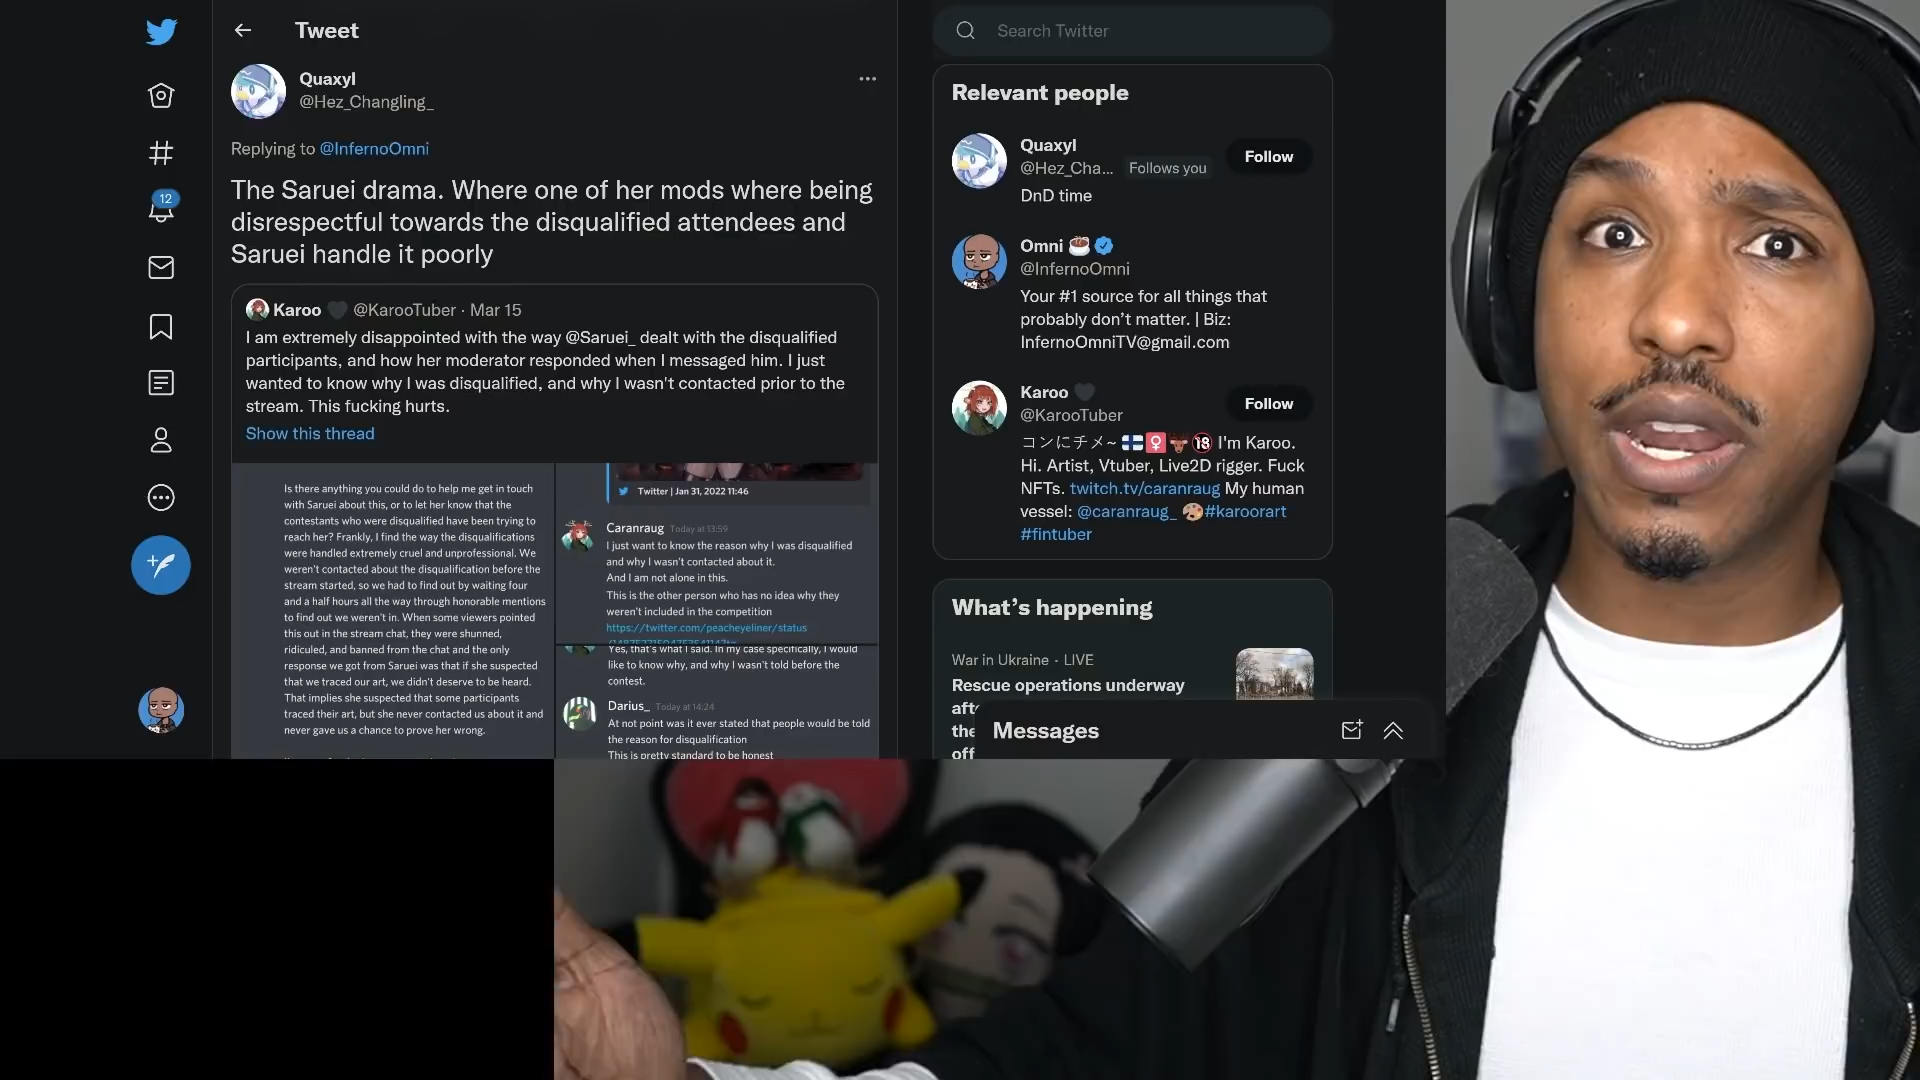 Tweet
Quaxyl
@Hez_Changling_
Replying to @InfernoOmni
The Saruei drama. Where one of her mods where being
disrespectful towards the disqualified attendees and
Saruei handle it poorly
Karoo 🖤 @KarooTuber · Mar 15
I am extremely disappointed with the way @Saruei_ dealt with the disqualified
participants, and how her moderator responded when I messaged him. I just
wanted to know why I was disqualified, and why I wasn't contacted prior to the
stream. This fucking hurts.
Show this thread
Is there anything you could do to help me get in touch
with Saruei about this, or to let her know that the
contestants who were disqualified have been trying to
reach her? Frankly, I find the way the disqualifications
were handled extremely cruel and unprofessional. We
weren't contacted about the disqualification before the
stream started, so we had to find out by waiting four
and a half hours all the way through honorable mentions
to find out we weren't in. When some viewers pointed
this out in the stream chat, they were shunned,
ridiculed, and banned from the chat and the only
response we got from Saruei was that if she suspected
that we traced our art, we didn't deserve to be heard.
That implies she suspected that some participants
traced their art, but she never contacted us about it and
never gave us a chance to prove her wrong.
Twitter | Jan 31, 2022 11:46
Caranraug Today at 13:59
I just want to know the reason why I was disqualified
and why I wasn't contacted about it.
And I am not alone in this.
This is the other person who has no idea why they
weren't included in the competition
https://twitter.com/peacheyeliner/status
Yes, that's what I said. In my case specifically, I would
like to know why, and why I wasn't told before the
contest.
Darius_ Today at 14:24
At not point was it ever stated that people would be told
the reason for disqualification
This is pretty standard to be honest
12
Search Twitter
Relevant people
Quaxyl
@Hez_Cha... Follows you
Follow
DnD time
Omni ☕
@InfernoOmni
Your #1 source for all things that
probably don't matter. | Biz:
InfernoOmniTV@gmail.com
Karoo 🖤
@KarooTuber
Follow
コンにチメ~ 🇫🇮♀️🫎🔞 I'm Karoo.
Hi. Artist, Vtuber, Live2D rigger. Fuck
NFTs. twitch.tv/caranraug My human
vessel: @caranraug_ 🎨#karoorart
#fintuber
What's happening
War in Ukraine · LIVE
Rescue operations underway
the
Messages